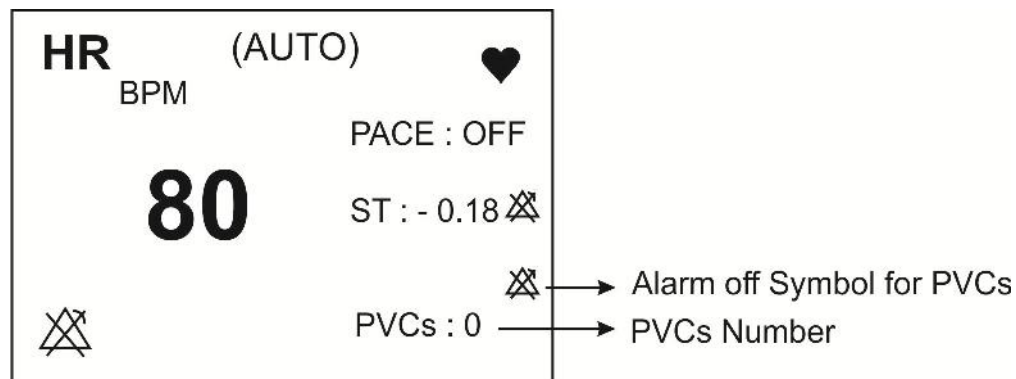 HR (AUTO)
BPM
PACE : OFF
80
ST : - 0.18
Alarm off Symbol for PVCs
PVCs : 0
PVCs Number